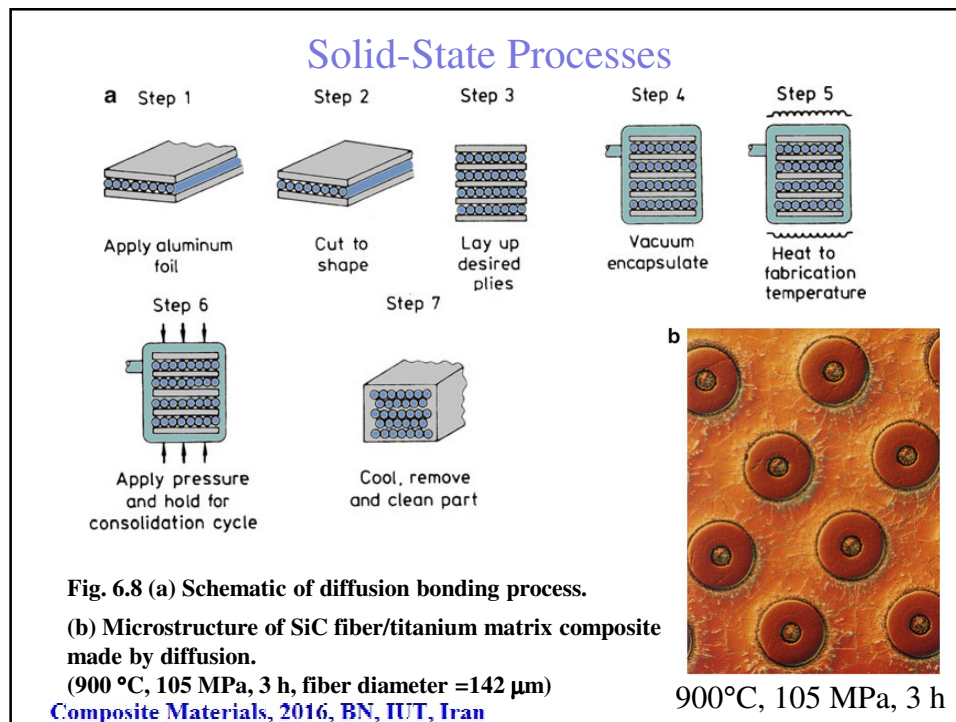 Solid-State Processes
a Step 1
Step 2
Step 3
Step 4
Step 5
Apply aluminum
foil
Cut to
shape
Lay up
desired
plies
Vacuum
encapsulate
Heat to
fabrication
temperature
Step 6
Step 7
Apply pressure
and hold for
consolidation cycle
Cool, remove
and clean part
b
Fig. 6.8 (a) Schematic of diffusion bonding process.
(b) Microstructure of SiC fiber/titanium matrix composite
made by diffusion.
(900 °C, 105 MPa, 3 h, fiber diameter =142 μm)
900°C, 105 MPa, 3 h
Composite Materials, 2016, BN, IUT, Iran